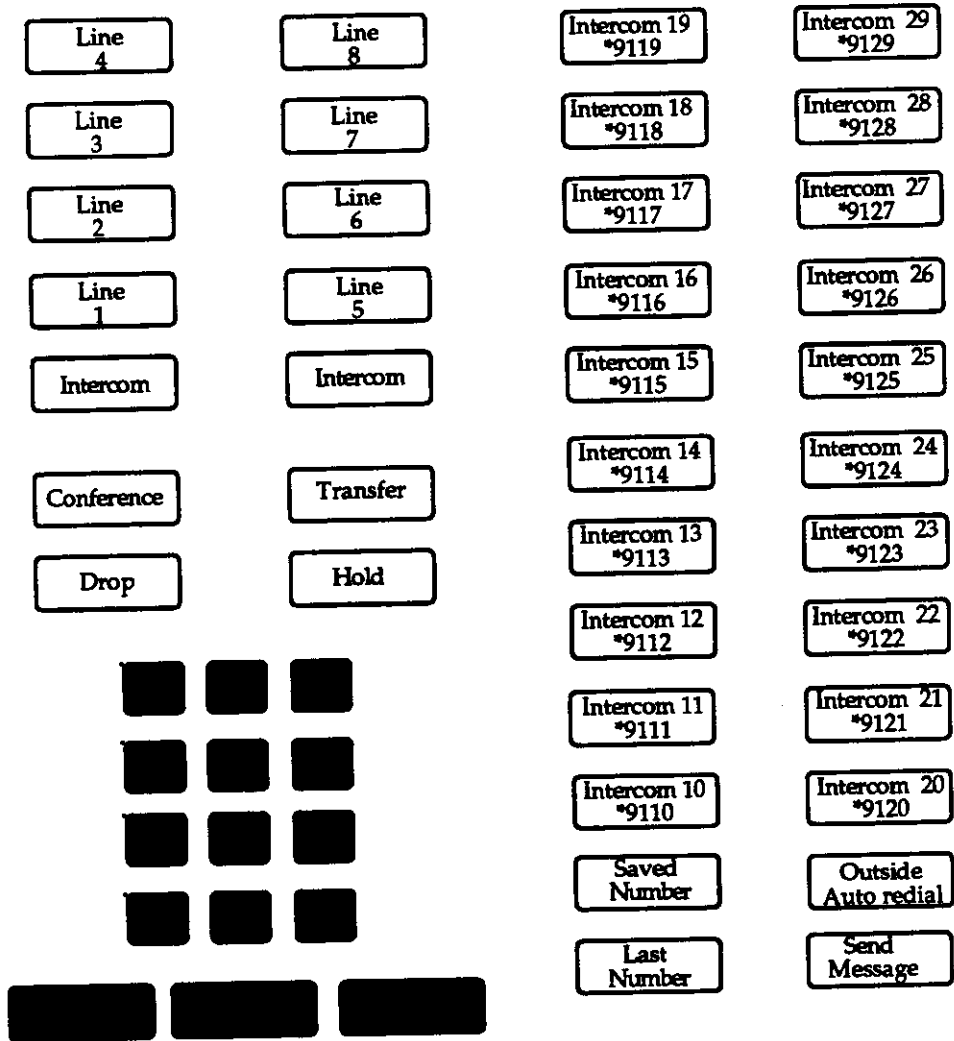 Line
4
Line
8
Intercom 19
*9119
Intercom 29
*9129
Line
3
Line
7
Intercom 18
*9118
Intercom 28
*9128
Line
2
Line
6
Intercom 17
*9117
Intercom 27
*9127
Line
1
Line
5
Intercom 16
*9116
Intercom 26
*9126
Intercom
Intercom
Intercom 15
*9115
Intercom 25
*9125
Conference
Transfer
Intercom 14
*9114
Intercom 24
*9124
Drop
Hold
Intercom 13
*9113
Intercom 23
*9123
Intercom 12
*9112
Intercom 22
*9122
Intercom 11
*9111
Intercom 21
*9121
Intercom 10
*9110
Intercom 20
*9120
Saved
Number
Outside
Auto redial
Last
Number
Send
Message